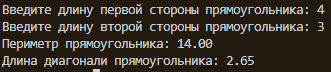 Введите длину первой стороны прямоугольника: 4
Введите длину второй стороны прямоугольника: 3
Периметр прямоугольника: 14.00
Длина диагонали прямоугольника: 2.65